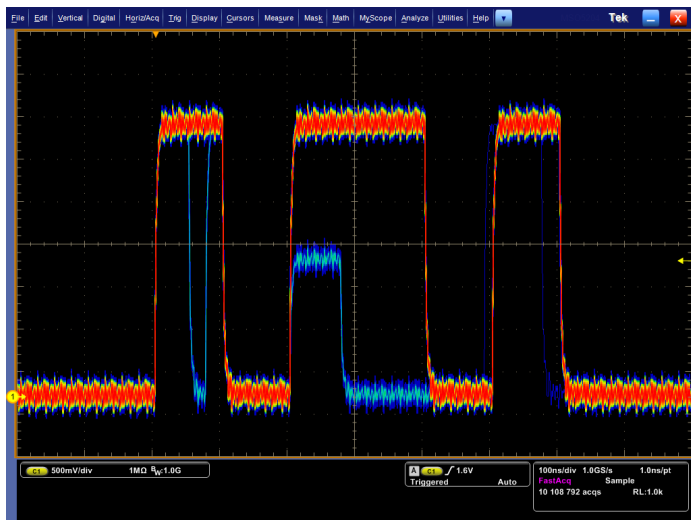 File Edit Vertical Digital Horiz/Acq Trig Display Cursors Measure Mask Math MyScope Analyze Utilities Help Tek X
1
C1 500mV/div 1MΩ BW:1.0G
A C1 1.6V
Triggered Auto
100ns/div 1.0GS/s 1.0ns/pt
FastAcq Sample
10 108 792 acqs RL:1.0k